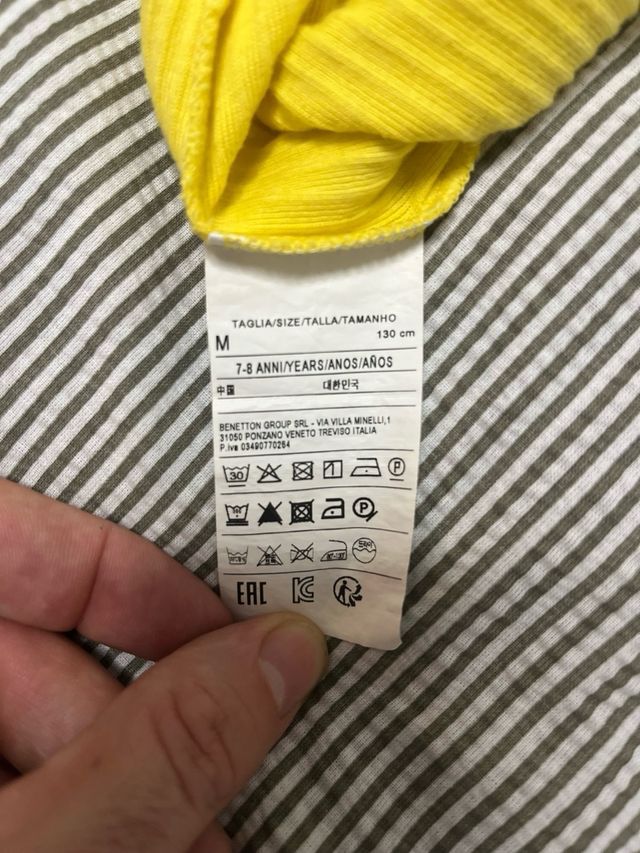 TAGLIA/SIZE/TALLA/TAMANHO
M 130 cm
7-8 ANNI/YEARS/ANOS/AÑOS
中国 대한민국
BENETTON GROUP SRL - VIA VILLA MINELLI,1
31050 PONZANO VENETO TREVISO ITALIA
P.Iva 03490770264
30 P
P
EAC